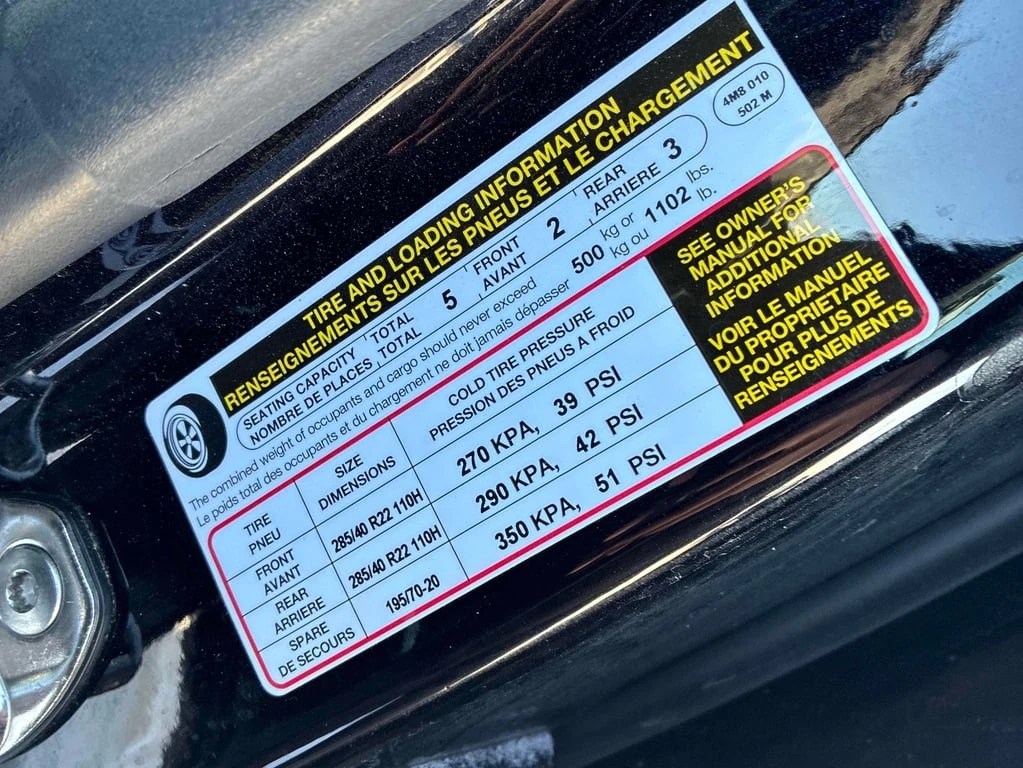 TIRE AND LOADING INFORMATION
RENSEIGNEMENTS SUR LES PNEUS ET LE CHARGEMENT
4M8 010
502 M
SEATING CAPACITY TOTAL 5 FRONT 2 REAR 3
NOMBRE DE PLACES TOTAL AVANT ARRIERE
The combined weight of occupants and cargo should never exceed 500 kg or 1102 lbs.
Le poids total des occupants et du chargement ne doit jamais dépasser kg ou lb.
TIRE SIZE COLD TIRE PRESSURE
PNEU DIMENSIONS PRESSION DES PNEUS A FROID
FRONT
AVANT 285/40 R22 110H 270 KPA, 39 PSI
REAR
ARRIERE 285/40 R22 110H 290 KPA, 42 PSI
SPARE
DE SECOURS 195/70-20 350 KPA, 51 PSI
SEE OWNER'S
MANUAL FOR
ADDITIONAL
INFORMATION
VOIR LE MANUEL
DU PROPRIETAIRE
POUR PLUS DE
RENSEIGNEMENTS